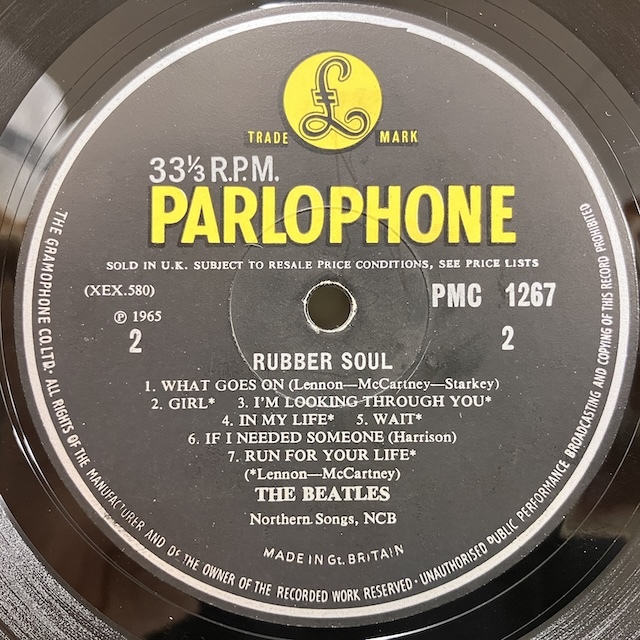 TRADE MARK
33⅓ R.P.M.
PARLOPHONE
SOLD IN U.K. SUBJECT TO RESALE PRICE CONDITIONS, SEE PRICE LISTS
(XEX.580)
PMC 1267
℗ 1965
2
2
RUBBER SOUL
1. WHAT GOES ON (Lennon—McCartney—Starkey)
2. GIRL* 3. I'M LOOKING THROUGH YOU*
4. IN MY LIFE* 5. WAIT*
6. IF I NEEDED SOMEONE (Harrison)
7. RUN FOR YOUR LIFE*
(*Lennon—McCartney)
THE BEATLES
Northern Songs, NCB
MADE IN Gt. BRITAIN
THE GRAMOPHONE CO. LTD. · ALL RIGHTS OF THE MANUFACTURER AND OF THE OWNER OF THE RECORDED WORK RESERVED · UNAUTHORISED PUBLIC PERFORMANCE BROADCASTING AND COPYING OF THIS RECORD PROHIBITED